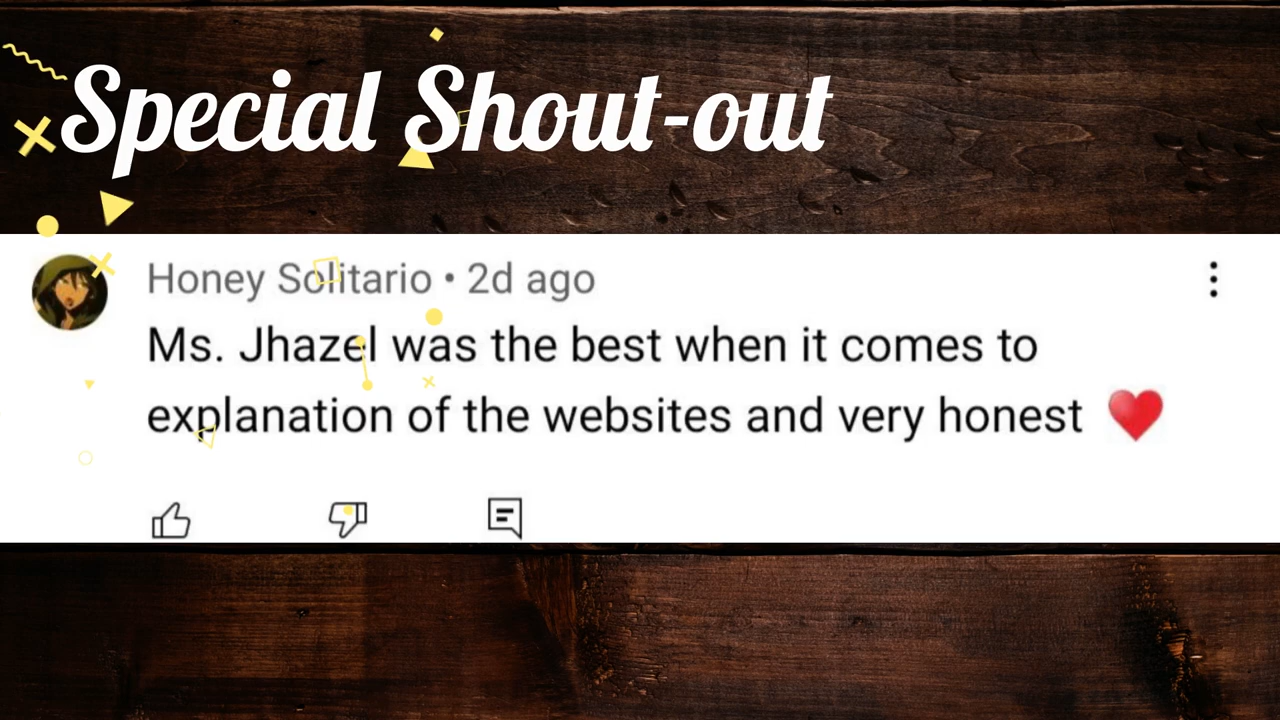 Special Shout-out
Honey Solitario • 2d ago
Ms. Jhazel was the best when it comes to
explanation of the websites and very honest ❤️